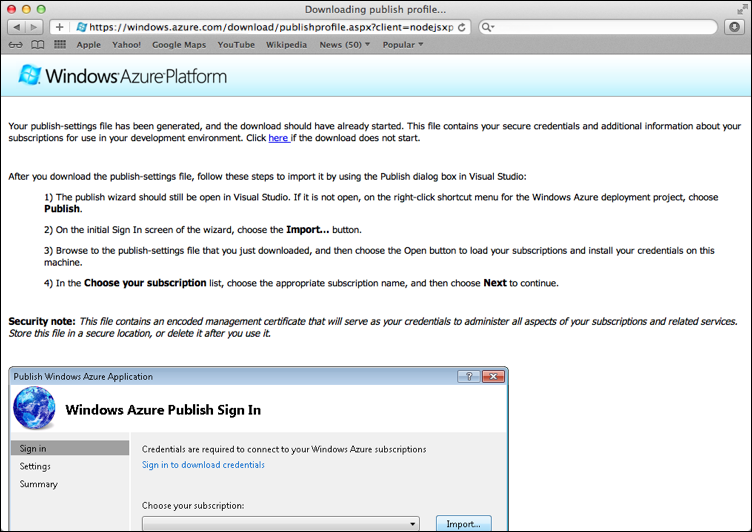 Downloading publish profile...
https://windows.azure.com/download/publishprofile.aspx?client=nodejsxp
Apple Yahoo! Google Maps YouTube Wikipedia News (50) Popular
Windows Azure Platform
Your publish-settings file has been generated, and the download should have already started. This file contains your secure credentials and additional information about your
subscriptions for use in your development environment. Click here if the download does not start.
After you download the publish-settings file, follow these steps to import it by using the Publish dialog box in Visual Studio:
1) The publish wizard should still be open in Visual Studio. If it is not open, on the right-click shortcut menu for the Windows Azure deployment project, choose
Publish.
2) On the initial Sign In screen of the wizard, choose the Import... button.
3) Browse to the publish-settings file that you just downloaded, and then choose the Open button to load your subscriptions and install your credentials on this
machine.
4) In the Choose your subscription list, choose the appropriate subscription name, and then choose Next to continue.
Security note: This file contains an encoded management certificate that will serve as your credentials to administer all aspects of your subscriptions and related services.
Store this file in a secure location, or delete it after you use it.
Publish Windows Azure Application
Windows Azure Publish Sign In
Sign in
Credentials are required to connect to your Windows Azure subscriptions
Settings
Sign in to download credentials
Summary
Choose your subscription:
Import...